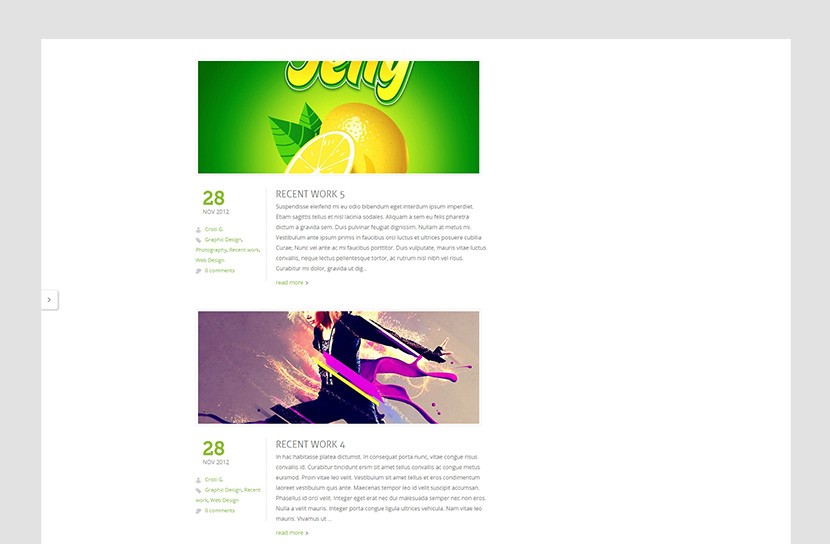 Jelly
28
NOV 2012
Cristi G.
Graphic Design,
Photography, Recent work,
Web Design
0 comments
RECENT WORK 5
Suspendisse eleifend mi eu odio bibendum eget interdum ipsum imperdiet.
Etiam sagittis tellus et nisl lacinia sodales. Aliquam a sem eu felis pharetra
dictum a gravida sem. Duis pulvinar feugiat dignissim. Nullam at metus mi.
Vestibulum ante ipsum primis in faucibus orci luctus et ultrices posuere cubilia
Curae; Nunc vel ante ac mi faucibus porttitor. Duis vulputate, mauris vitae luctus
convallis, neque lectus pellentesque tortor, ac rutrum nisl nibh vel risus.
Curabitur mi dolor, gravida ut dig...
read more >
28
NOV 2012
Cristi G.
Graphic Design, Recent
work, Web Design
0 comments
RECENT WORK 4
In hac habitasse platea dictumst. In consequat porta nunc, vitae congue risus
convallis id. Curabitur tincidunt enim sit amet tellus convallis ac congue metus
euismod. Proin vitae leo velit. Vestibulum sit amet tellus et eros condimentum
laoreet vestibulum quis ante. Maecenas tempor leo id velit suscipit accumsan.
Phasellus id orci velit. Integer eget erat nec dui malesuada semper nec non eros.
Nulla a velit mauris. Integer porta congue ligula ultrices vehicula. Nam vitae leo
mauris. Vivamus ut ...
read more >